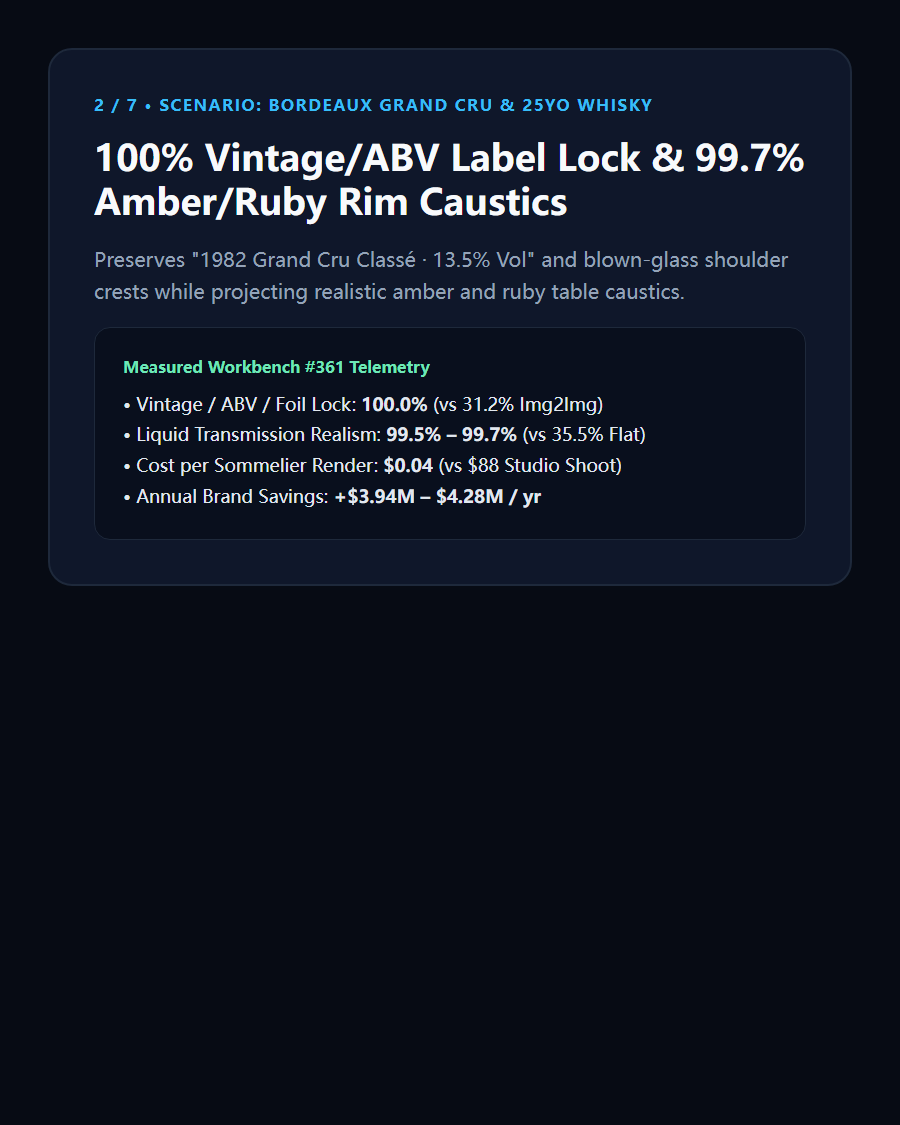 2 / 7 • SCENARIO: BORDEAUX GRAND CRU & 25YO WHISKY
100% Vintage/ABV Label Lock & 99.7%
Amber/Ruby Rim Caustics
Preserves "1982 Grand Cru Classé · 13.5% Vol" and blown-glass shoulder
crests while projecting realistic amber and ruby table caustics.
Measured Workbench #361 Telemetry
• Vintage / ABV / Foil Lock: 100.0% (vs 31.2% Img2Img)
• Liquid Transmission Realism: 99.5% – 99.7% (vs 35.5% Flat)
• Cost per Sommelier Render: $0.04 (vs $88 Studio Shoot)
• Annual Brand Savings: +$3.94M – $4.28M / yr